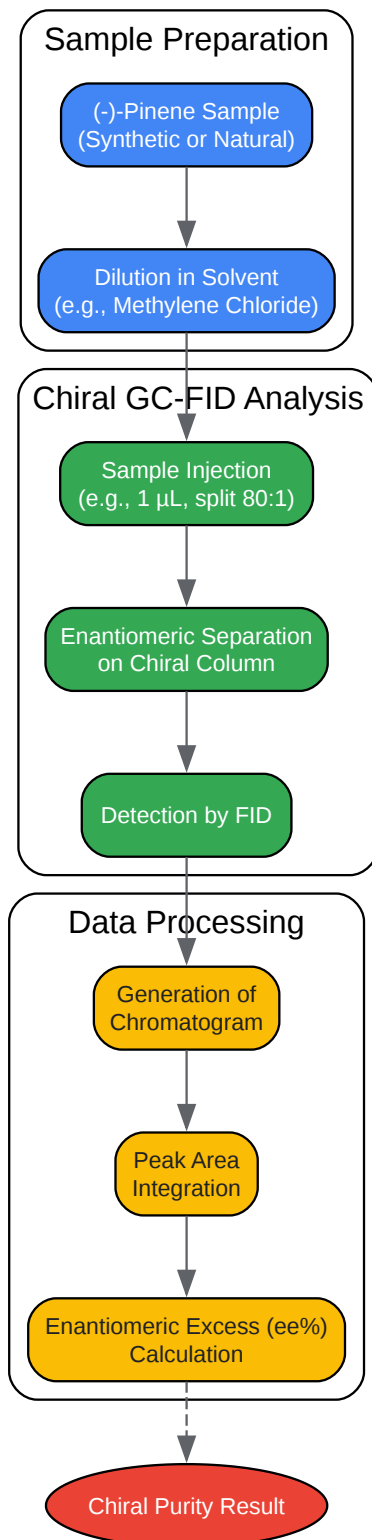 Sample Preparation
(-)-Pinene Sample
(Synthetic or Natural)
Dilution in Solvent
(e.g., Methylene Chloride)
Chiral GC-FID Analysis
Sample Injection
(e.g., 1 µL, split 80:1)
Enantiomeric Separation
on Chiral Column
Detection by FID
Data Processing
Generation of
Chromatogram
Peak Area
Integration
Enantiomeric Excess (ee%)
Calculation
Chiral Purity Result